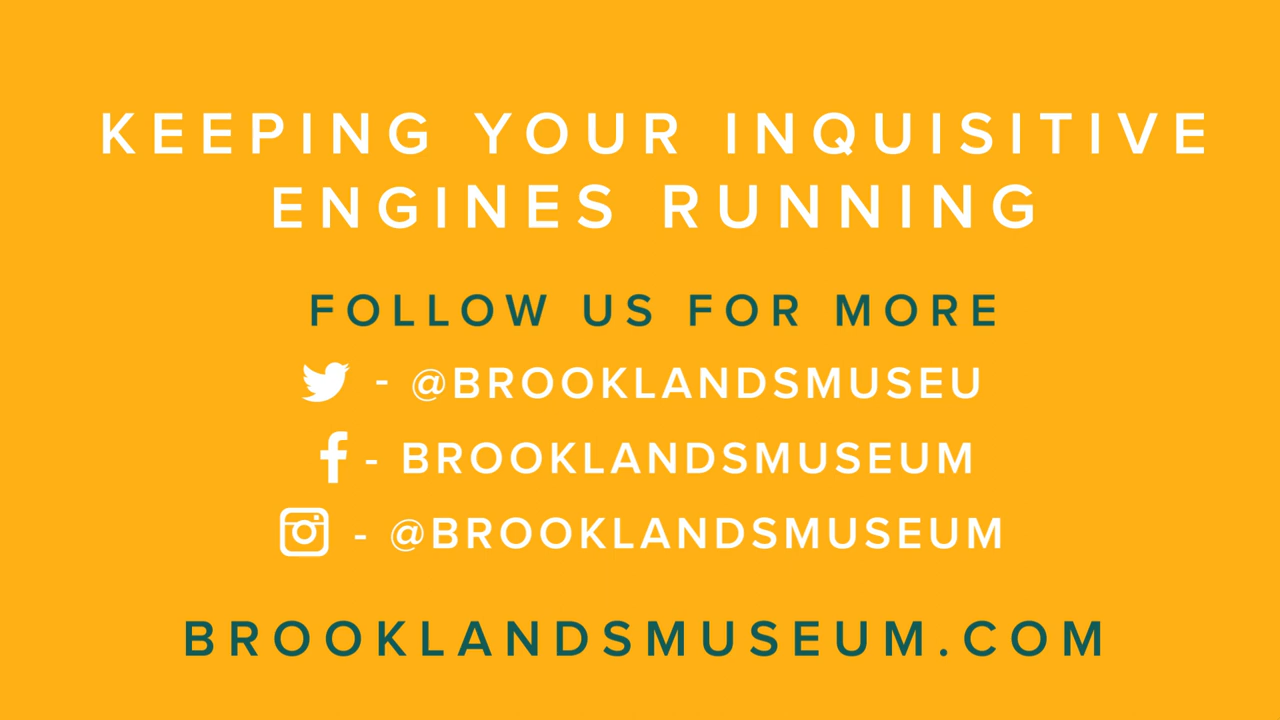 KEEPING YOUR INQUISITIVE
ENGINES RUNNING
FOLLOW US FOR MORE
- @BROOKLANDSMUSEU
- BROOKLANDSMUSEUM
- @BROOKLANDSMUSEUM
BROOKLANDSMUSEUM.COM